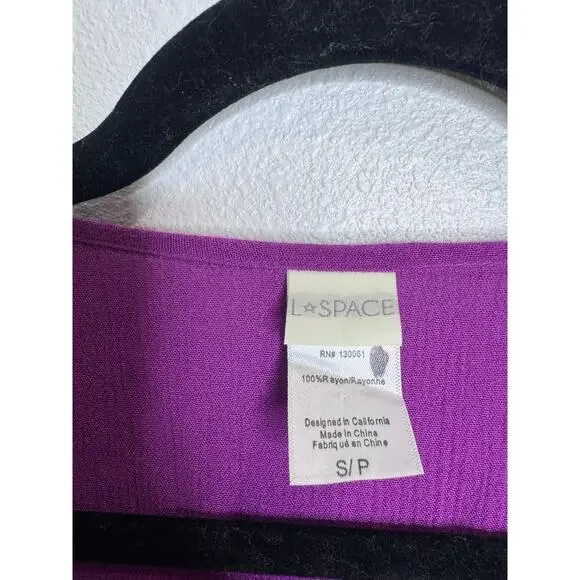 L☆SPACE
RN# 130061
100%Rayon/Rayonne
Designed in California
Made in China
Fabriqué en Chine
S/P